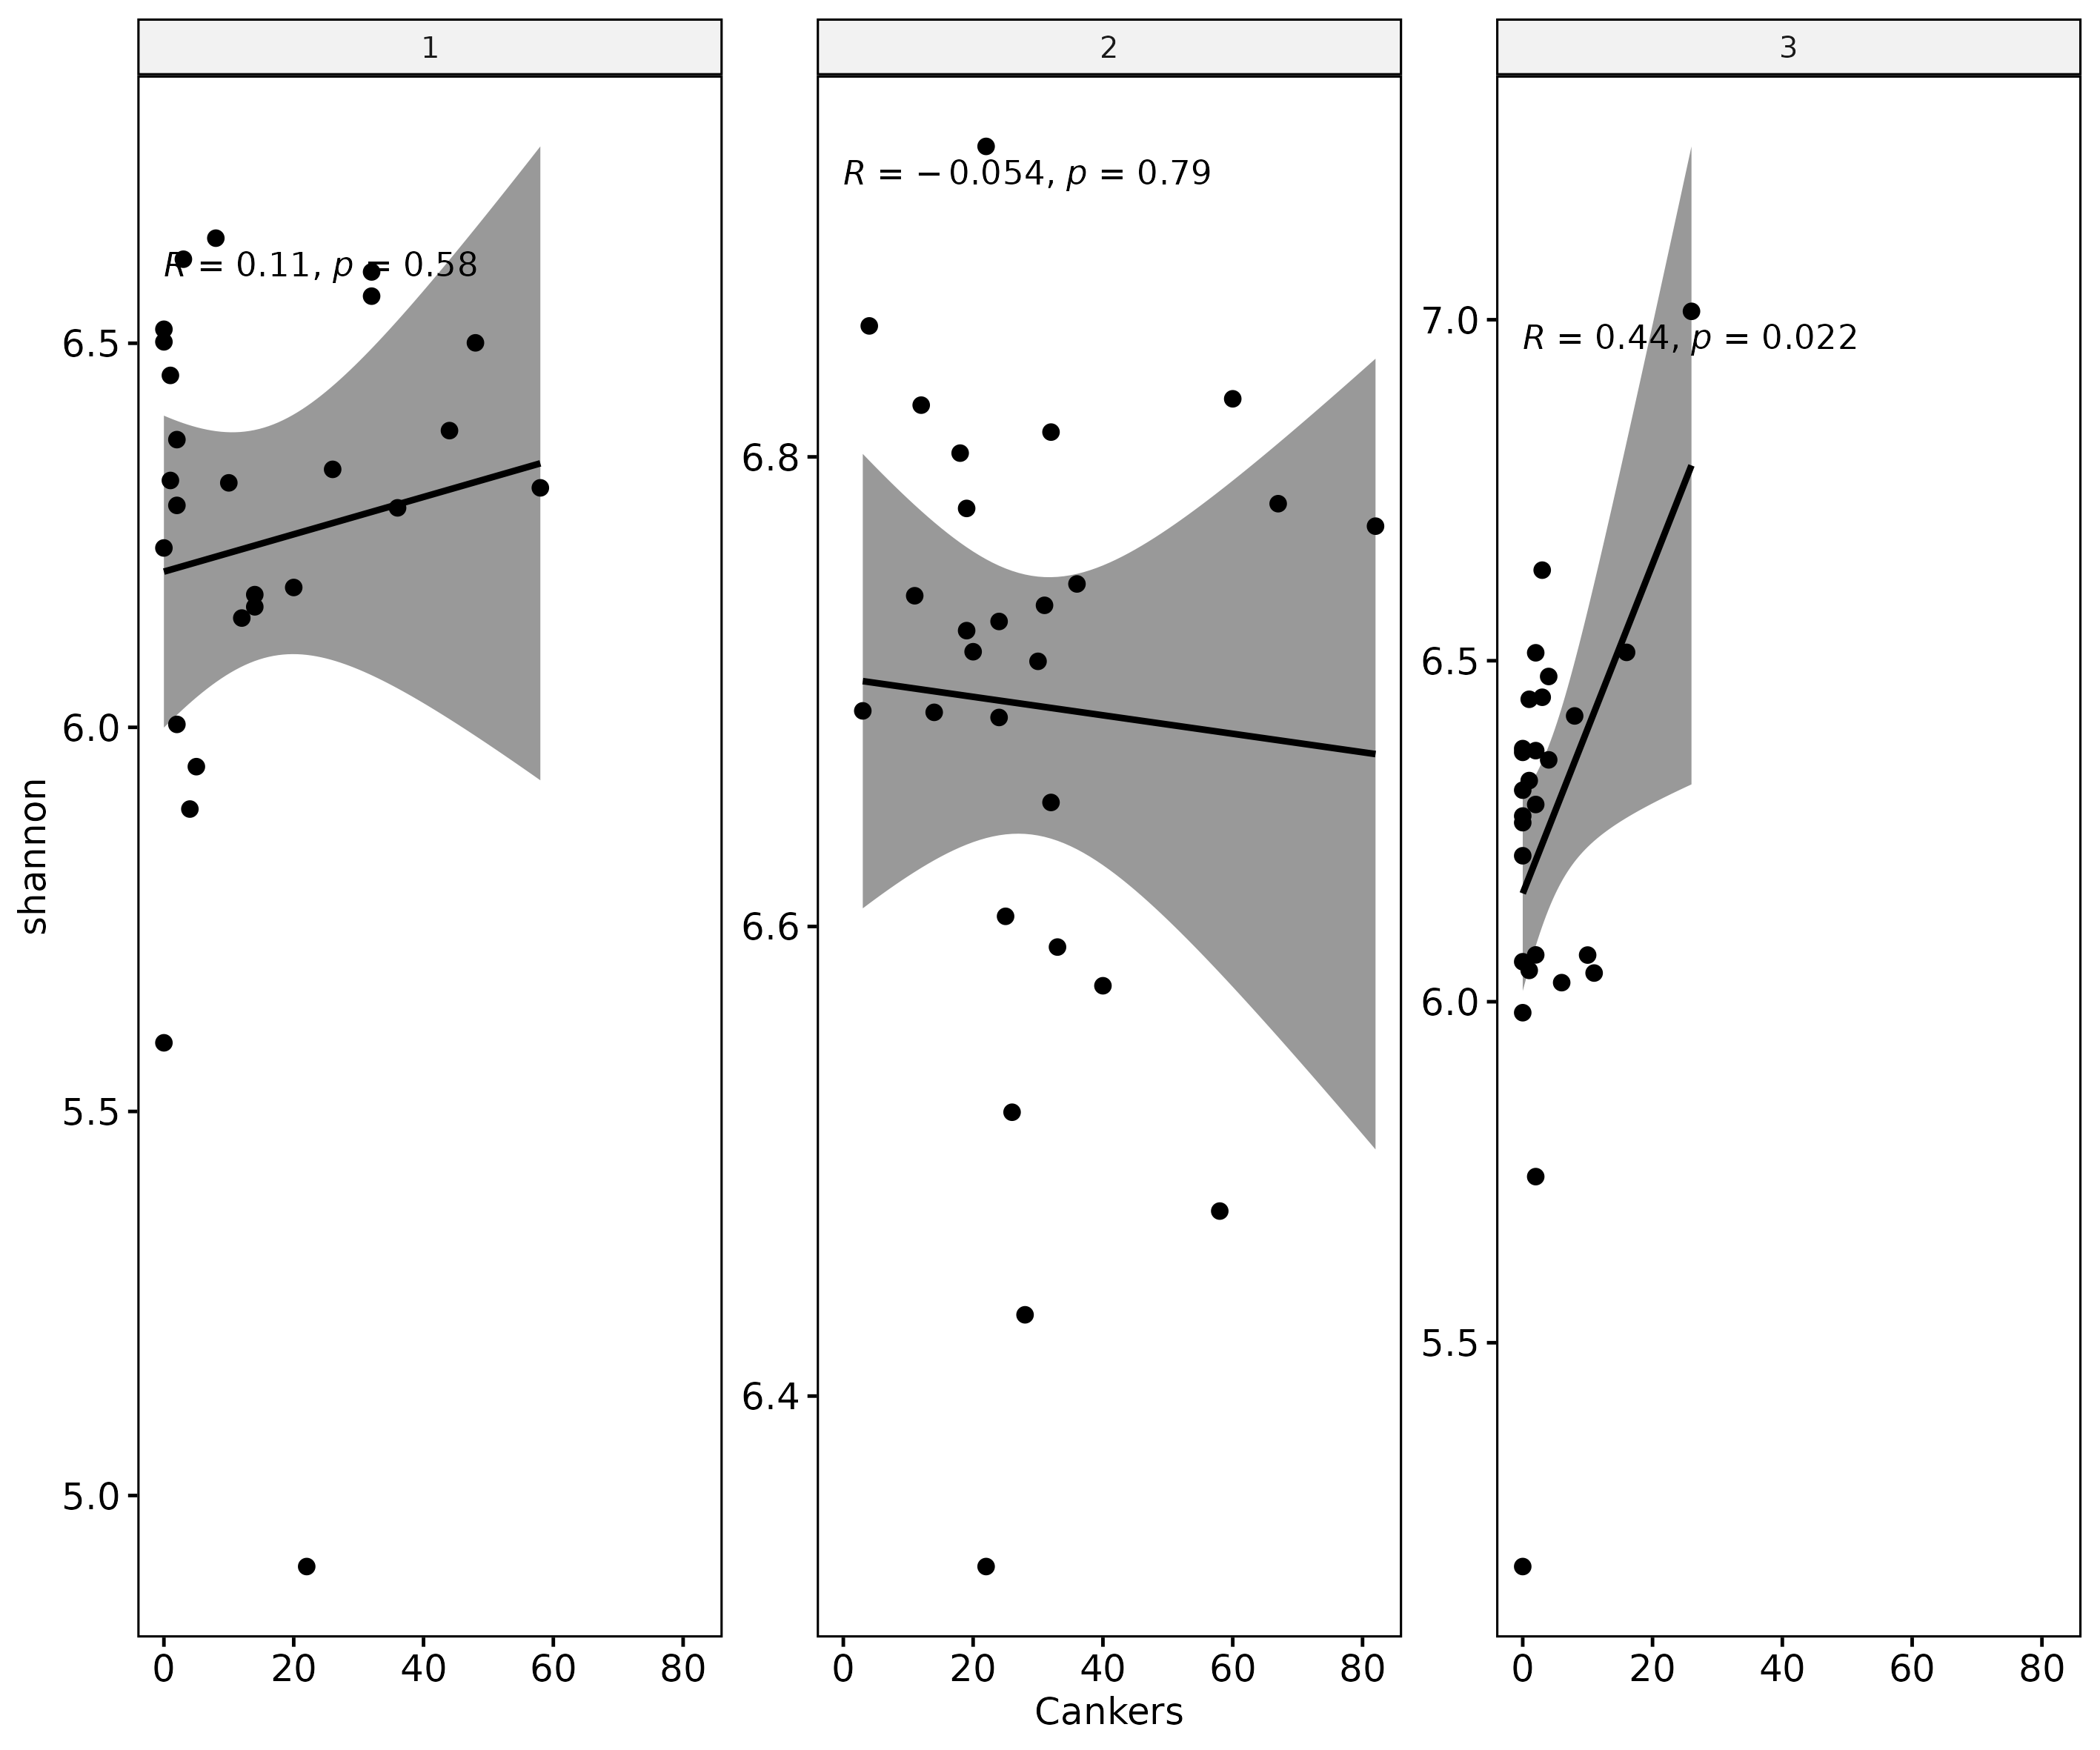 1
2
3
R = 0.11, p = 0.58
R = − 0.054, p = 0.79
R = 0.44, p = 0.022
6.5
6.0
5.5
5.0
6.8
6.6
6.4
7.0
6.5
6.0
5.5
shannon
0 20 40 60 80
0 20 40 60 80
0 20 40 60 80
Cankers